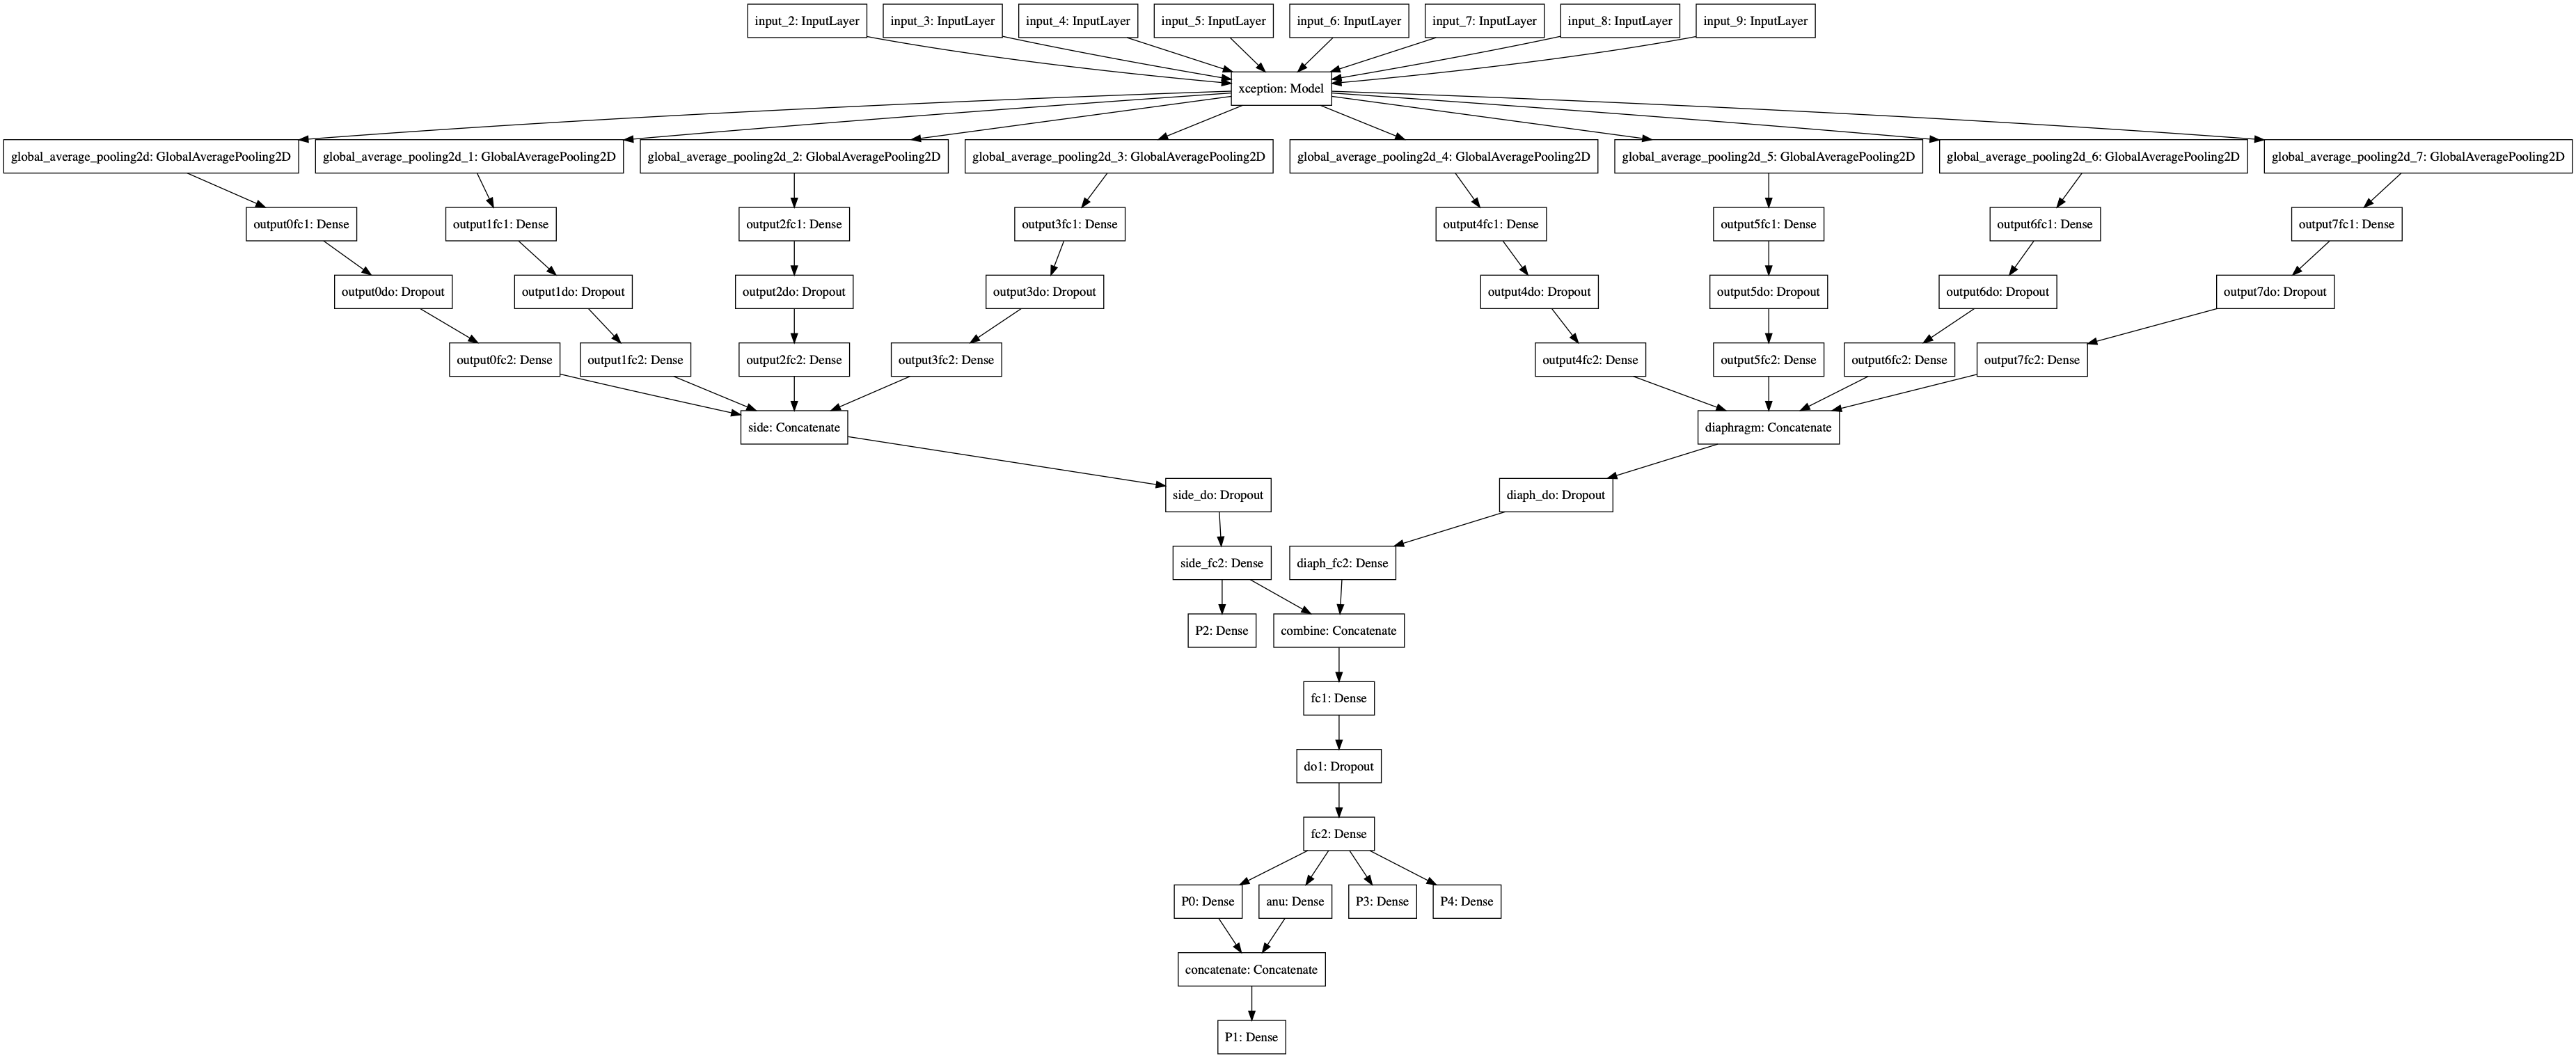 input_2: InputLayer
input_3: InputLayer
input_4: InputLayer
input_5: InputLayer
input_6: InputLayer
input_7: InputLayer
input_8: InputLayer
input_9: InputLayer
xception: Model
global_average_pooling2d: GlobalAveragePooling2D
global_average_pooling2d_1: GlobalAveragePooling2D
global_average_pooling2d_2: GlobalAveragePooling2D
global_average_pooling2d_3: GlobalAveragePooling2D
global_average_pooling2d_4: GlobalAveragePooling2D
global_average_pooling2d_5: GlobalAveragePooling2D
global_average_pooling2d_6: GlobalAveragePooling2D
global_average_pooling2d_7: GlobalAveragePooling2D
output0fc1: Dense
output1fc1: Dense
output2fc1: Dense
output3fc1: Dense
output4fc1: Dense
output5fc1: Dense
output6fc1: Dense
output7fc1: Dense
output0do: Dropout
output1do: Dropout
output2do: Dropout
output3do: Dropout
output4do: Dropout
output5do: Dropout
output6do: Dropout
output7do: Dropout
output0fc2: Dense
output1fc2: Dense
output2fc2: Dense
output3fc2: Dense
output4fc2: Dense
output5fc2: Dense
output6fc2: Dense
output7fc2: Dense
side: Concatenate
diaphragm: Concatenate
side_do: Dropout
diaph_do: Dropout
side_fc2: Dense
diaph_fc2: Dense
P2: Dense
combine: Concatenate
fc1: Dense
do1: Dropout
fc2: Dense
P0: Dense
anu: Dense
P3: Dense
P4: Dense
concatenate: Concatenate
P1: Dense